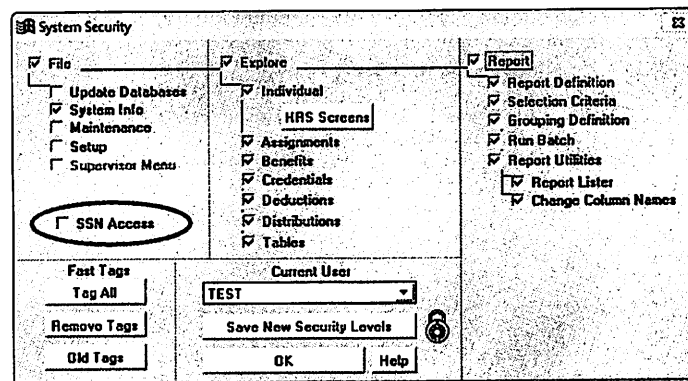 System Security
File
Update Databases
System Info
Maintenance
Setup
Supervisor Menu
SSN Access
Explore
Individual
HRS Screens
Assignments
Benefits
Credentials
Deductions
Distributions
Tables
Report
Report Definition
Selection Criteria
Grouping Definition
Run Batch
Report Utilities
Report Lister
Change Column Names
Fast Tags
Tag All
Remove Tags
Old Tags
Current User
TEST
Save New Security Levels
OK
Help